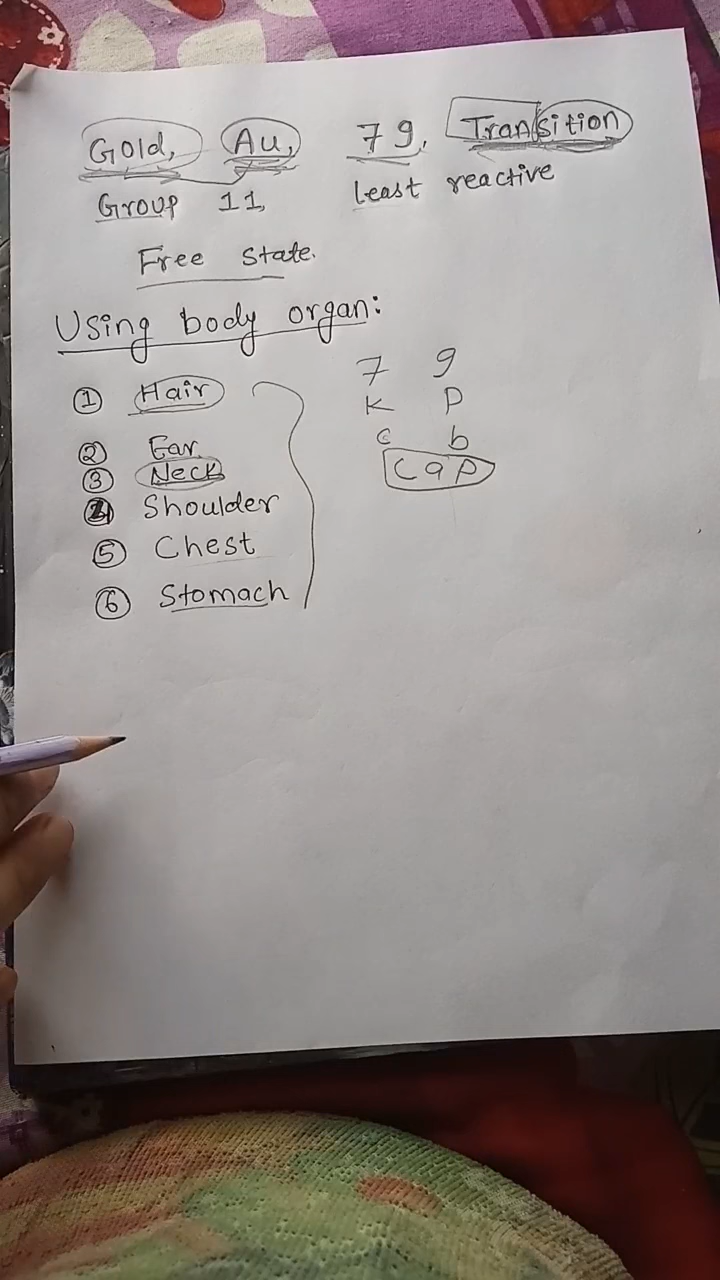 Gold, Au, 79, Transition
Group 11, least reactive
Free state.
Using body organ:
① Hair
② Ear
③ Neck
④ Shoulder
⑤ Chest
⑥ Stomach
7 9
K P
c b
Cap